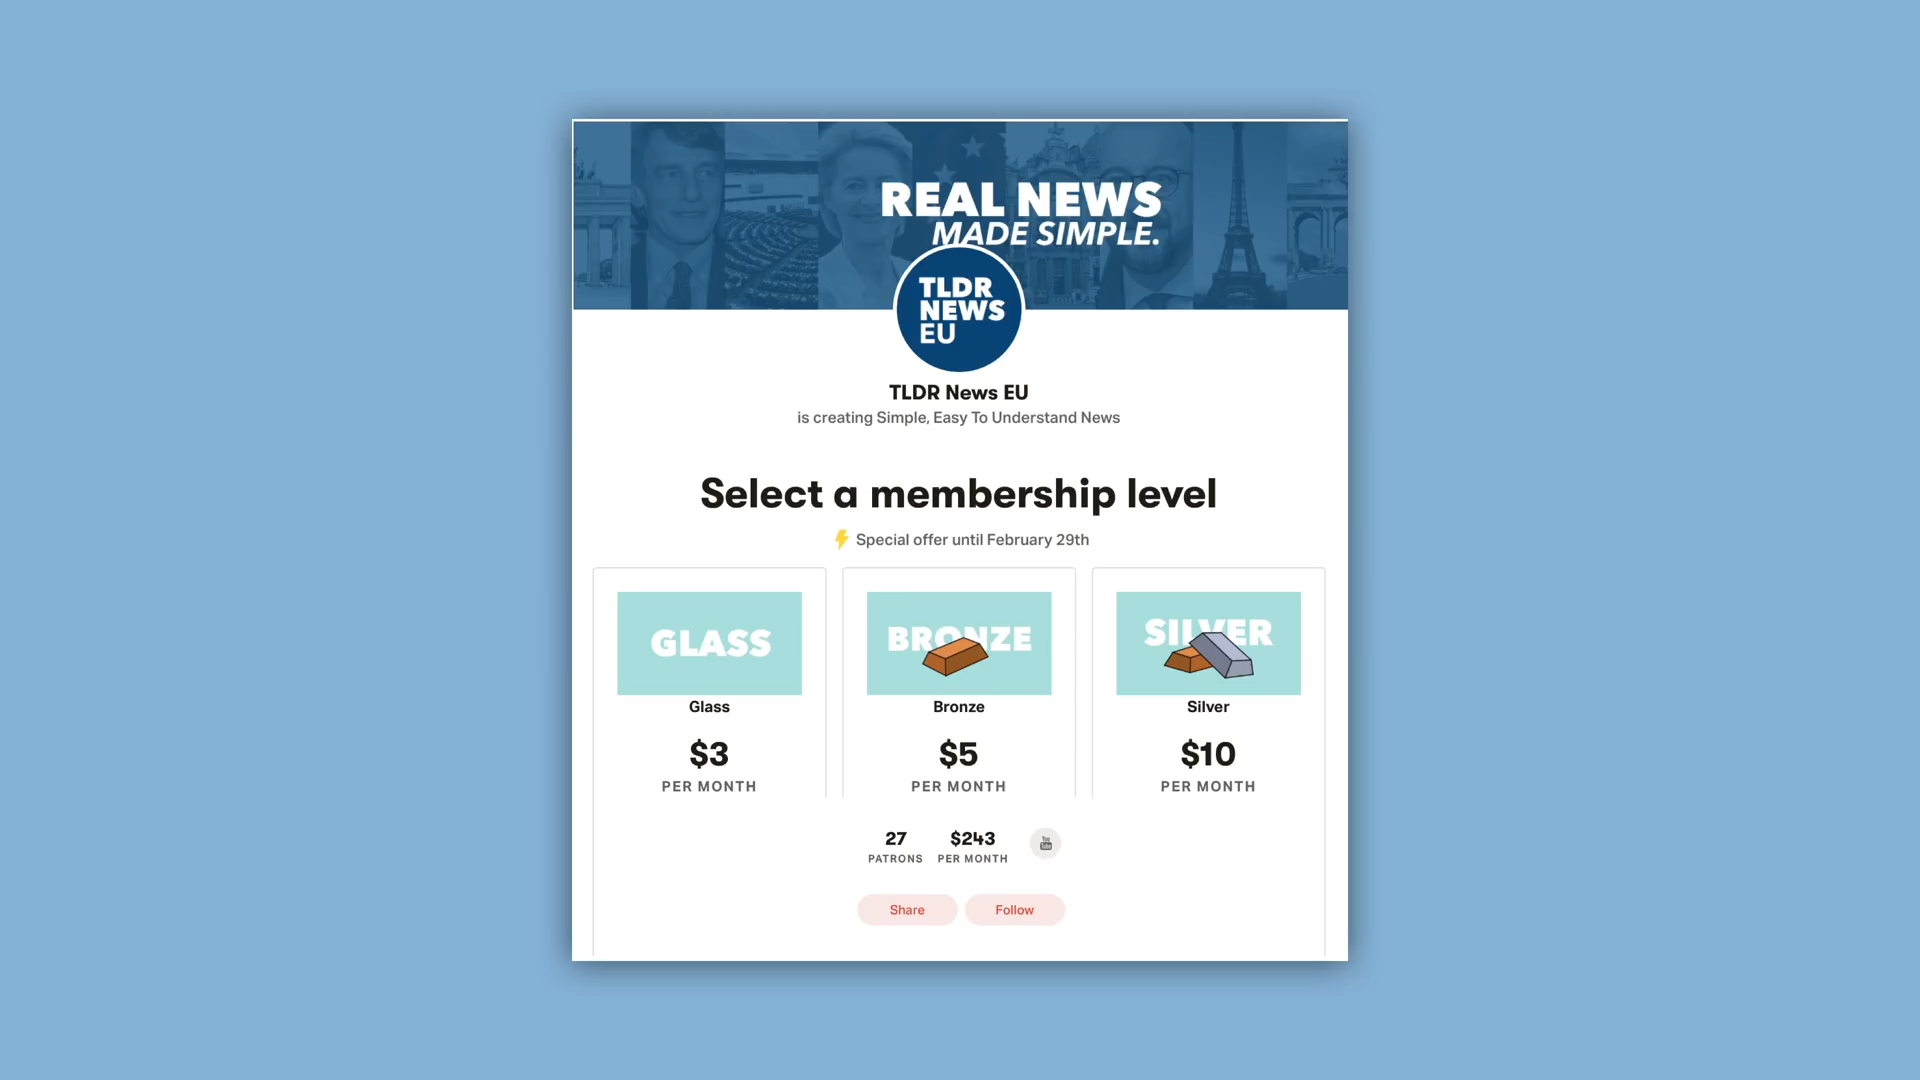 REAL NEWS
MADE SIMPLE.
TLDR
NEWS
EU
TLDR News EU
is creating Simple, Easy To Understand News
Select a membership level
Special offer until February 29th
GLASS
BRONZE
SILVER
Glass
Bronze
Silver
$3
$5
$10
PER MONTH
PER MONTH
PER MONTH
27
$243
PATRONS
PER MONTH
You
Tube
Share
Follow